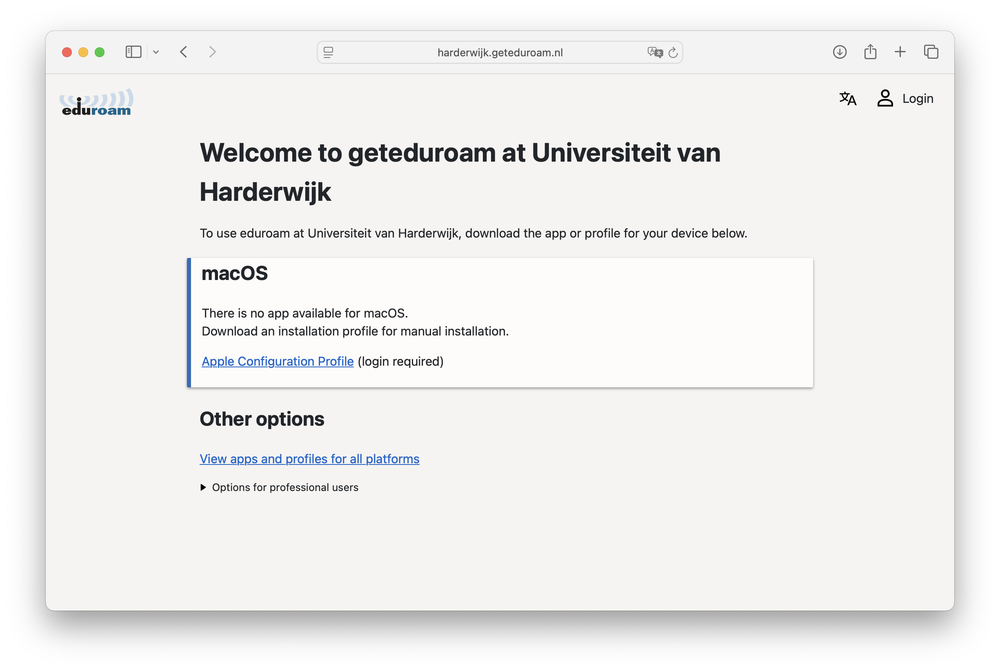 harderwijk.geteduroam.nl
eduroam
文A
Login
Welcome to geteduroam at Universiteit van
Harderwijk
To use eduroam at Universiteit van Harderwijk, download the app or profile for your device below.
macOS
There is no app available for macOS.
Download an installation profile for manual installation.
Apple Configuration Profile (login required)
Other options
View apps and profiles for all platforms
Options for professional users